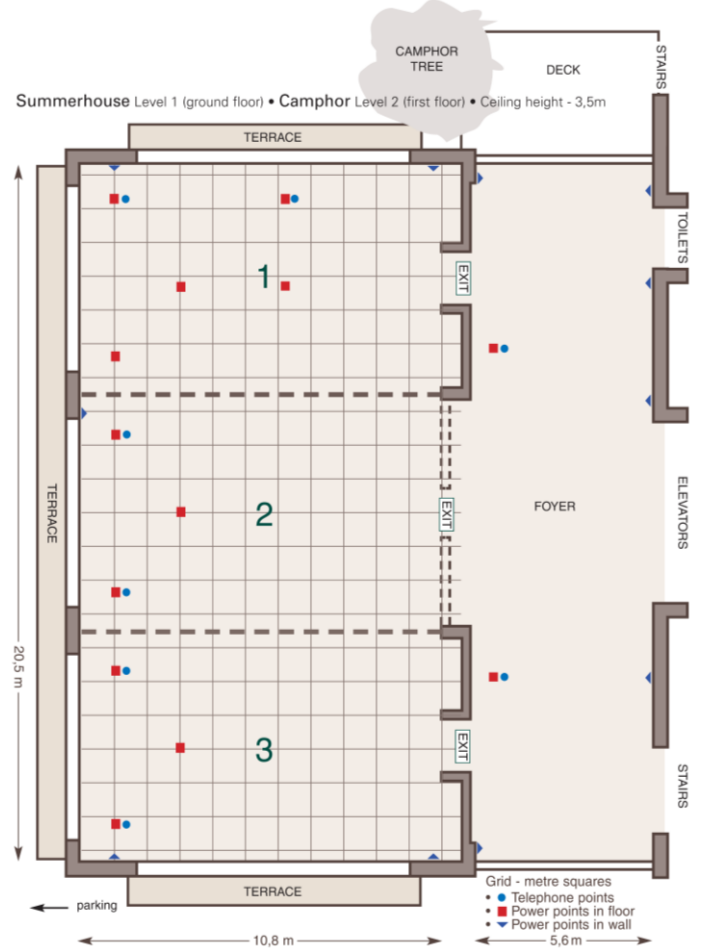 CAMPHOR
TREE
DECK
STAIRS
Summerhouse Level 1 (ground floor) • Camphor Level 2 (first floor) • Ceiling height - 3,5m
TERRACE
TOILETS
1
EXIT
TERRACE
2
EXIT
FOYER
ELEVATORS
20,5 m
3
EXIT
STAIRS
TERRACE
parking
Grid - metre squares
• Telephone points
• Power points in floor
• Power points in wall
10,8 m
5,6m